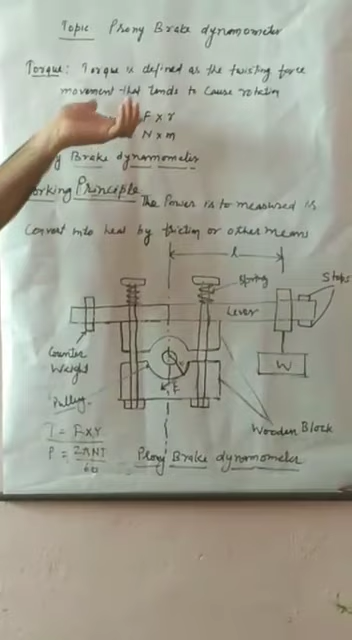 Topic Prony Brake dynamometer
Torque: Torque is defined as the twisting force
movement that tends to cause rotation
F x r
N x m
Brake dynamometer
Working Principle The Power is to measured is
Convert into heat by friction or other means
l
Spring
Stops
Lever
Counter
Weight
W
Pulley
F
Wooden Block
T = F x r
P = 2πNT
60
Prony Brake dynamometer